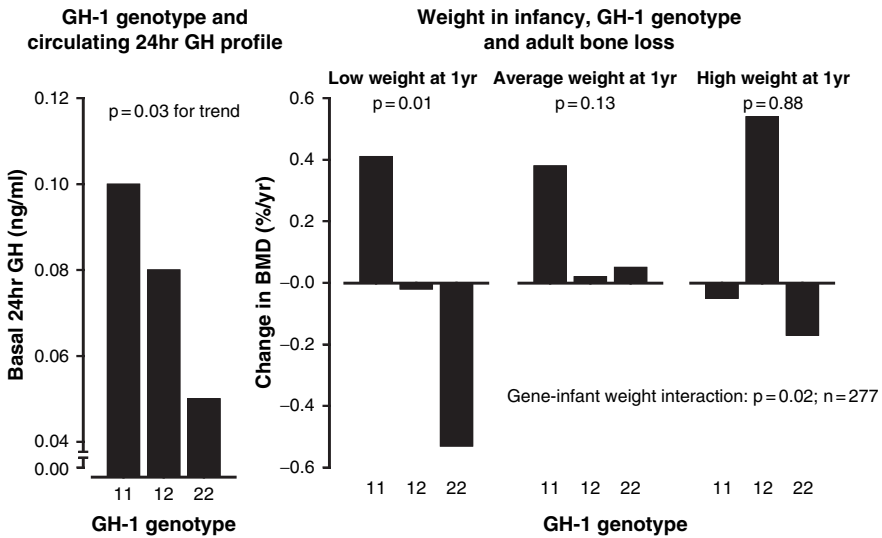 GH-1 genotype and
circulating 24hr GH profile
Basal 24hr GH (ng/ml)
0.12
0.10
0.08
0.06
0.04
0.00
p=0.03 for trend
11 12 22
GH-1 genotype
Weight in infancy, GH-1 genotype
and adult bone loss
Low weight at 1yr Average weight at 1yr High weight at 1yr
p=0.01 p=0.13 p=0.88
Change in BMD (%/yr)
0.6
0.4
0.2
–0.0
–0.2
–0.4
–0.6
Gene-infant weight interaction: p=0.02; n=277
11 12 22 11 12 22 11 12 22
GH-1 genotype